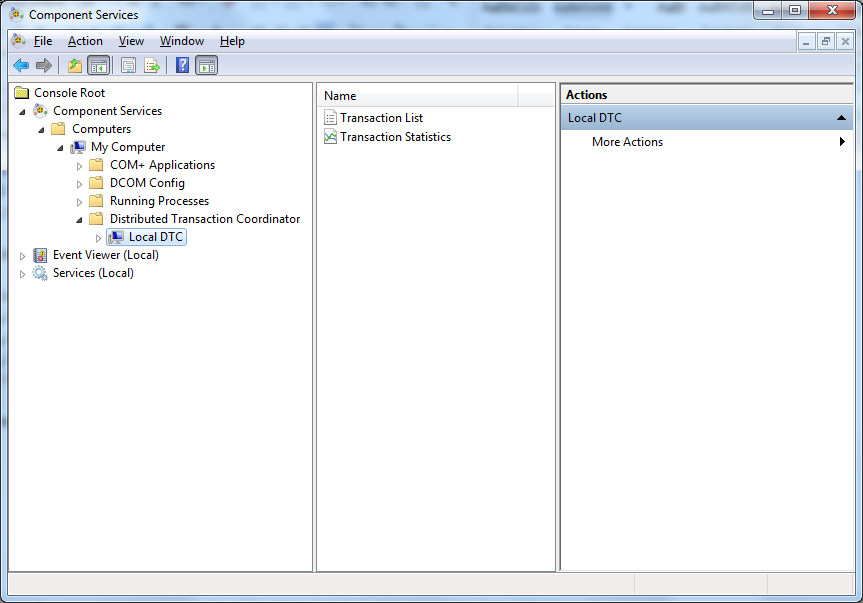 Component Services
File Action View Window Help
Console Root
Component Services
Computers
My Computer
COM+ Applications
DCOM Config
Running Processes
Distributed Transaction Coordinator
Local DTC
Event Viewer (Local)
Services (Local)
Name
Transaction List
Transaction Statistics
Actions
Local DTC
More Actions